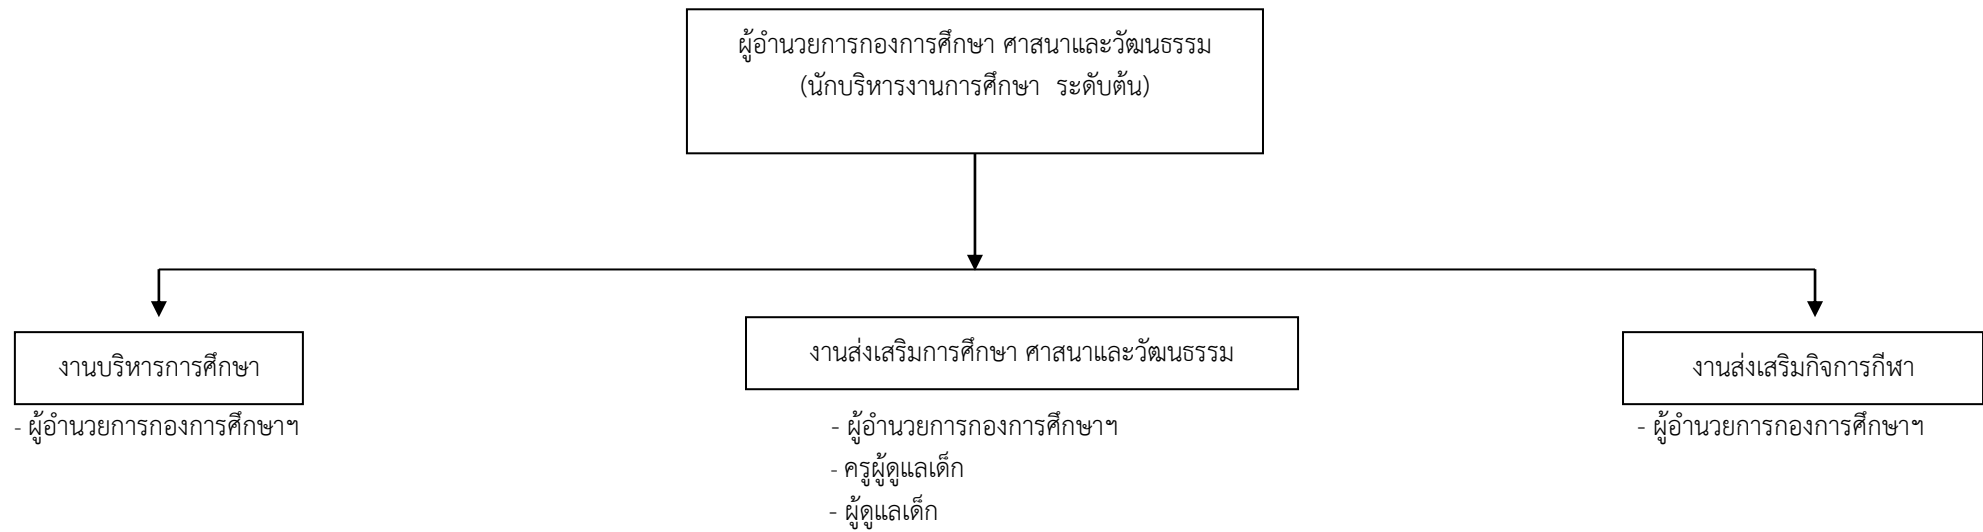 ผู้อำนวยการกองการศึกษา ศาสนาและวัฒนธรรม
(นักบริหารงานการศึกษา ระดับต้น)
งานบริหารการศึกษา
- ผู้อำนวยการกองการศึกษาฯ
งานส่งเสริมการศึกษา ศาสนาและวัฒนธรรม
- ผู้อำนวยการกองการศึกษาฯ
- ครูผู้ดูแลเด็ก
- ผู้ดูแลเด็ก
งานส่งเสริมกิจการกีฬา
- ผู้อำนวยการกองการศึกษาฯ